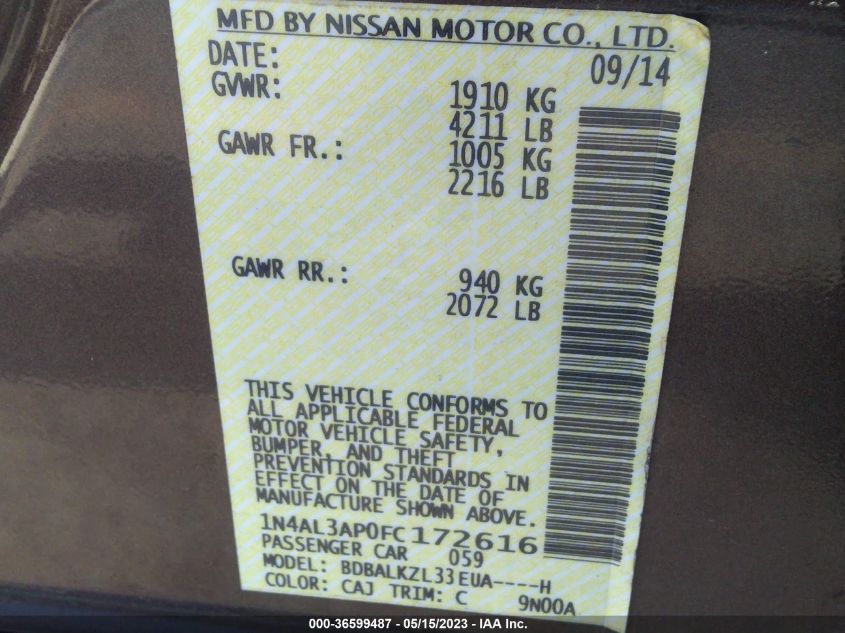 MFD BY NISSAN MOTOR CO., LTD.
DATE: 09/14
GVWR: 1910 KG
4211 LB
GAWR FR.: 1005 KG
2216 LB
GAWR RR.: 940 KG
2072 LB
THIS VEHICLE CONFORMS TO
ALL APPLICABLE FEDERAL
MOTOR VEHICLE SAFETY,
BUMPER, AND THEFT
PREVENTION STANDARDS IN
EFFECT ON THE DATE OF
MANUFACTURE SHOWN ABOVE.
1N4AL3AP0FC172616
PASSENGER CAR 059
MODEL: BDBALKZL33EUA----H
COLOR: CAJ TRIM: C 9N00A
000-36599487 - 05/15/2023 - IAA Inc.